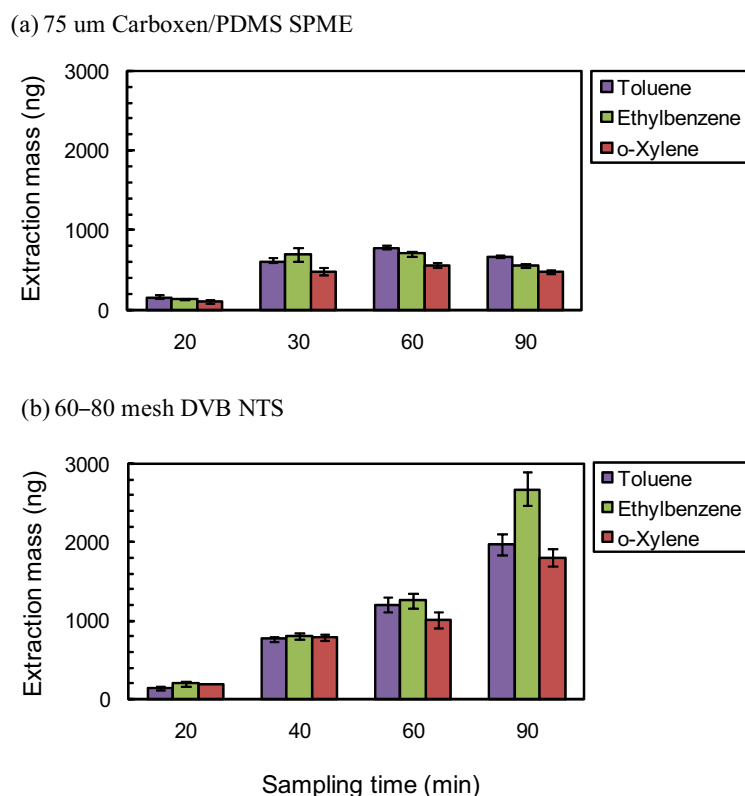 (a) 75 um Carboxen/PDMS SPME
3000
2000
1000
0
Extraction mass (ng)
20 30 60 90
Toluene
Ethylbenzene
o-Xylene
(b) 60–80 mesh DVB NTS
3000
2000
1000
0
Extraction mass (ng)
20 40 60 90
Sampling time (min)
Toluene
Ethylbenzene
o-Xylene